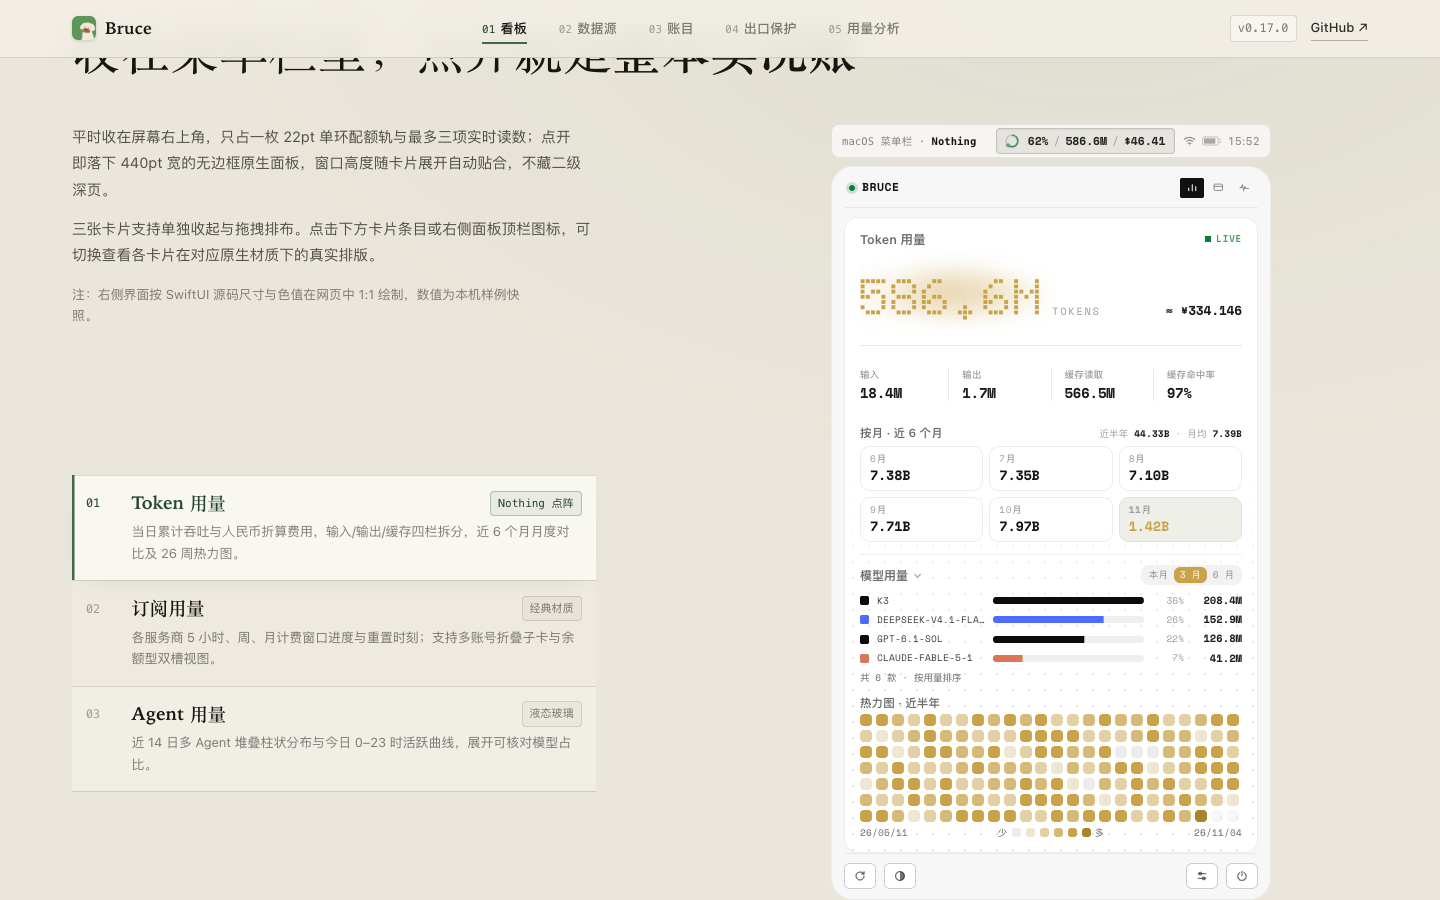 Bruce
01 看板
02 数据源
03 账目
04 出口保护
05 用量分析
v0.17.0
GitHub ↗
收在菜单栏里，点开就是整本实况账
平时收在屏幕右上角，只占一枚 22pt 单环配额轨与最多三项实时读数；点开
即落下 440pt 宽的无边框原生面板，窗口高度随卡片展开自动贴合，不藏二级
深页。
三张卡片支持单独收起与拖拽排布。点击下方卡片条目或右侧面板顶栏图标，可
切换查看各卡片在对应原生材质下的真实排版。
注：右侧界面按 SwiftUI 源码尺寸与色值在网页中 1:1 绘制，数值为本机样例快
照。
01 Token 用量 Nothing 点阵
当日累计吞吐与人民币折算费用，输入/输出/缓存四栏拆分，近 6 个月月度对
比及 26 周热力图。
02 订阅用量 经典材质
各服务商 5 小时、周、月计费窗口进度与重置时刻；支持多账号折叠子卡与余
额型双槽视图。
03 Agent 用量 液态玻璃
近 14 日多 Agent 堆叠柱状分布与今日 0–23 时活跃曲线，展开可核对模型占
比。
macOS 菜单栏 · Nothing
62% / 586.6M / ¥46.41
15:52
BRUCE
Token 用量
LIVE
586.6M TOKENS ≈ ¥334.146
输入 输出 缓存读取 缓存命中率
18.4M 1.7M 566.5M 97%
按月 · 近 6 个月 近半年 44.33B · 月均 7.39B
6月 7月 8月
7.38B 7.35B 7.10B
9月 10月 11月
7.71B 7.97B 1.42B
模型用量 本月 3 月 6 月
K3 36% 208.4M
DEEPSEEK-V4.1-FLA… 26% 152.9M
GPT-6.1-SOL 22% 126.8M
CLAUDE-FABLE-5-1 7% 41.2M
共 6 款 · 按用量排序
热力图 · 近半年
26/05/11 少 多 26/11/04